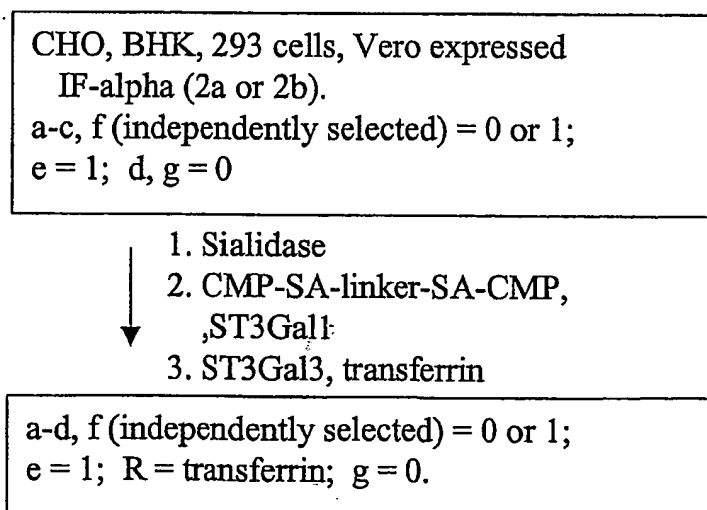 CHO, BHK, 293 cells, Vero expressed
IF-alpha (2a or 2b).
a-c, f (independently selected) = 0 or 1;
e = 1; d, g = 0
1. Sialidase
2. CMP-SA-linker-SA-CMP,
,ST3Gal1
3. ST3Gal3, transferrin
a-d, f (independently selected) = 0 or 1;
e = 1; R = transferrin; g = 0.